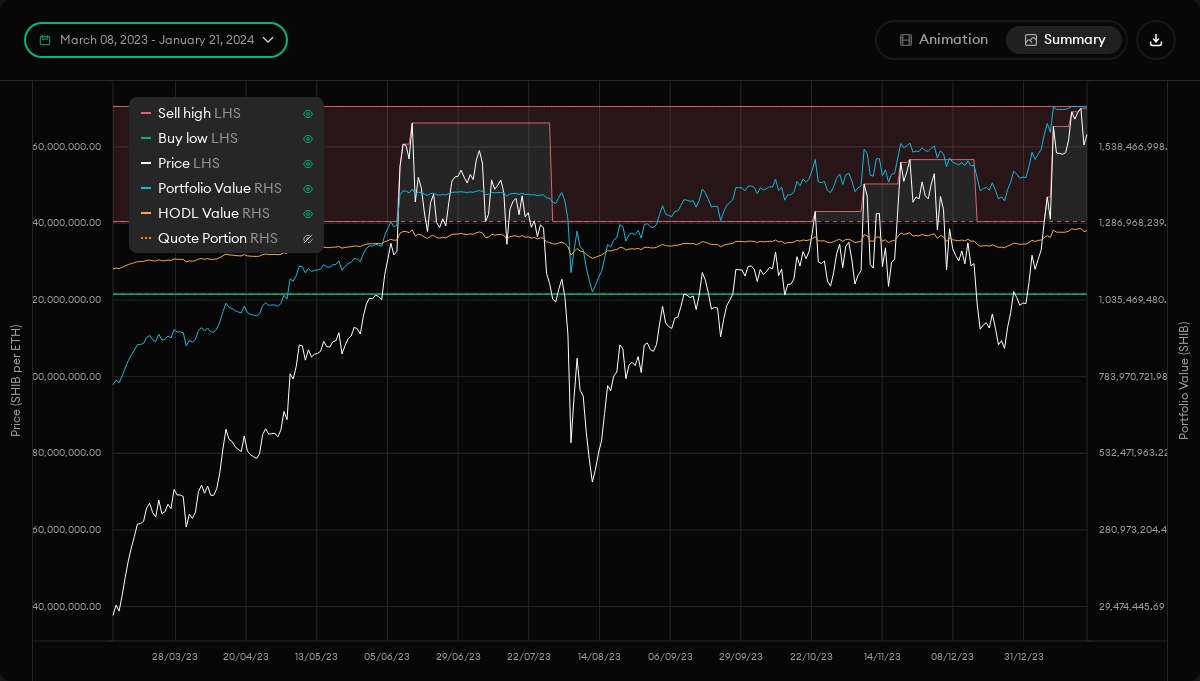 March 08, 2023 - January 21, 2024
Animation
Summary
Sell high LHS
Buy low LHS
Price LHS
Portfolio Value RHS
HODL Value RHS
Quote Portion RHS
60,000,000.00
40,000,000.00
20,000,000.00
00,000,000.00
80,000,000.00
60,000,000.00
40,000,000.00
Price (SHIB per ETH)
1,538,466,998.
1,286,968,239.
1,035,469,480.
783,970,721.98
532,471,963.22
280,973,204.4
29,474,445.69
Portfolio Value (SHIB)
28/03/23
20/04/23
13/05/23
05/06/23
29/06/23
22/07/23
14/08/23
06/09/23
29/09/23
22/10/23
14/11/23
08/12/23
31/12/23